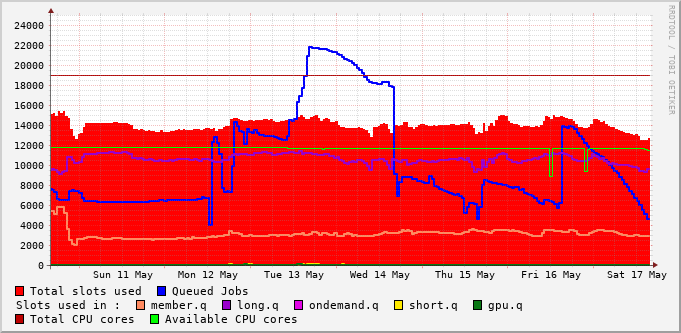 RRDTOOL / TOBI OETIKER
24000
22000
20000
18000
16000
14000
12000
10000
8000
6000
4000
2000
0
Sun 11 May Mon 12 May Tue 13 May Wed 14 May Thu 15 May Fri 16 May Sat 17 May
Total slots used Queued Jobs
Slots used in : member.q long.q ondemand.q short.q gpu.q
Total CPU cores Available CPU cores